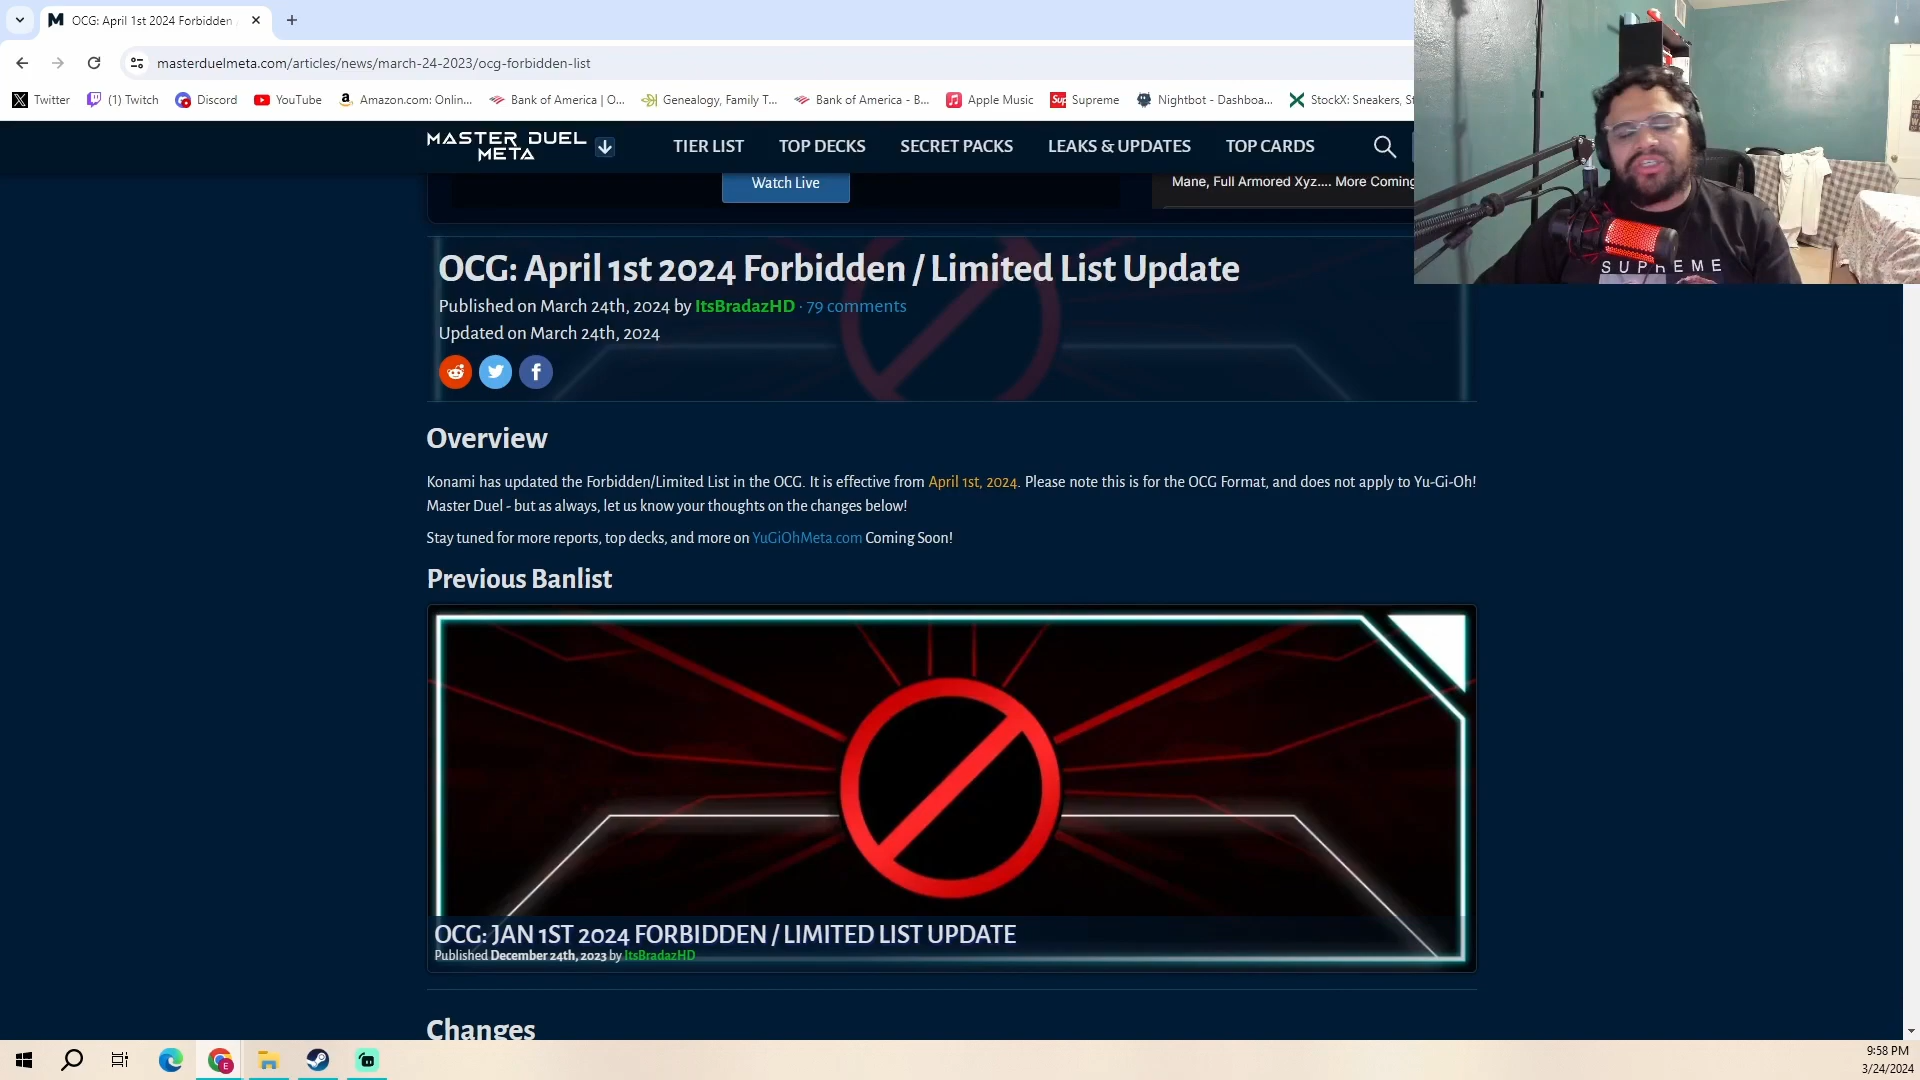 OCG: April 1st 2024 Forbidden
masterduelmeta.com/articles/news/march-24-2023/ocg-forbidden-list
Twitter
(1) Twitch
Discord
YouTube
Amazon.com: Onlin...
Bank of America | O...
Genealogy, Family T...
Bank of America - B...
Apple Music
Sup
Supreme
Nightbot - Dashboa...
StockX: Sneakers, St
MASTER DUEL
META
TIER LIST
TOP DECKS
SECRET PACKS
LEAKS & UPDATES
TOP CARDS
Watch Live
Mane, Full Armored Xyz.... More Coming
SUPREME
OCG: April 1st 2024 Forbidden / Limited List Update
Published on March 24th, 2024 by ItsBradazHD · 79 comments
Updated on March 24th, 2024
Overview
Konami has updated the Forbidden/Limited List in the OCG. It is effective from April 1st, 2024. Please note this is for the OCG Format, and does not apply to Yu-Gi-Oh!
Master Duel - but as always, let us know your thoughts on the changes below!
Stay tuned for more reports, top decks, and more on YuGiOhMeta.com Coming Soon!
Previous Banlist
OCG: JAN 1ST 2024 FORBIDDEN / LIMITED LIST UPDATE
Published December 24th, 2023 by ItsBradazHD
Changes
9:58 PM
3/24/2024